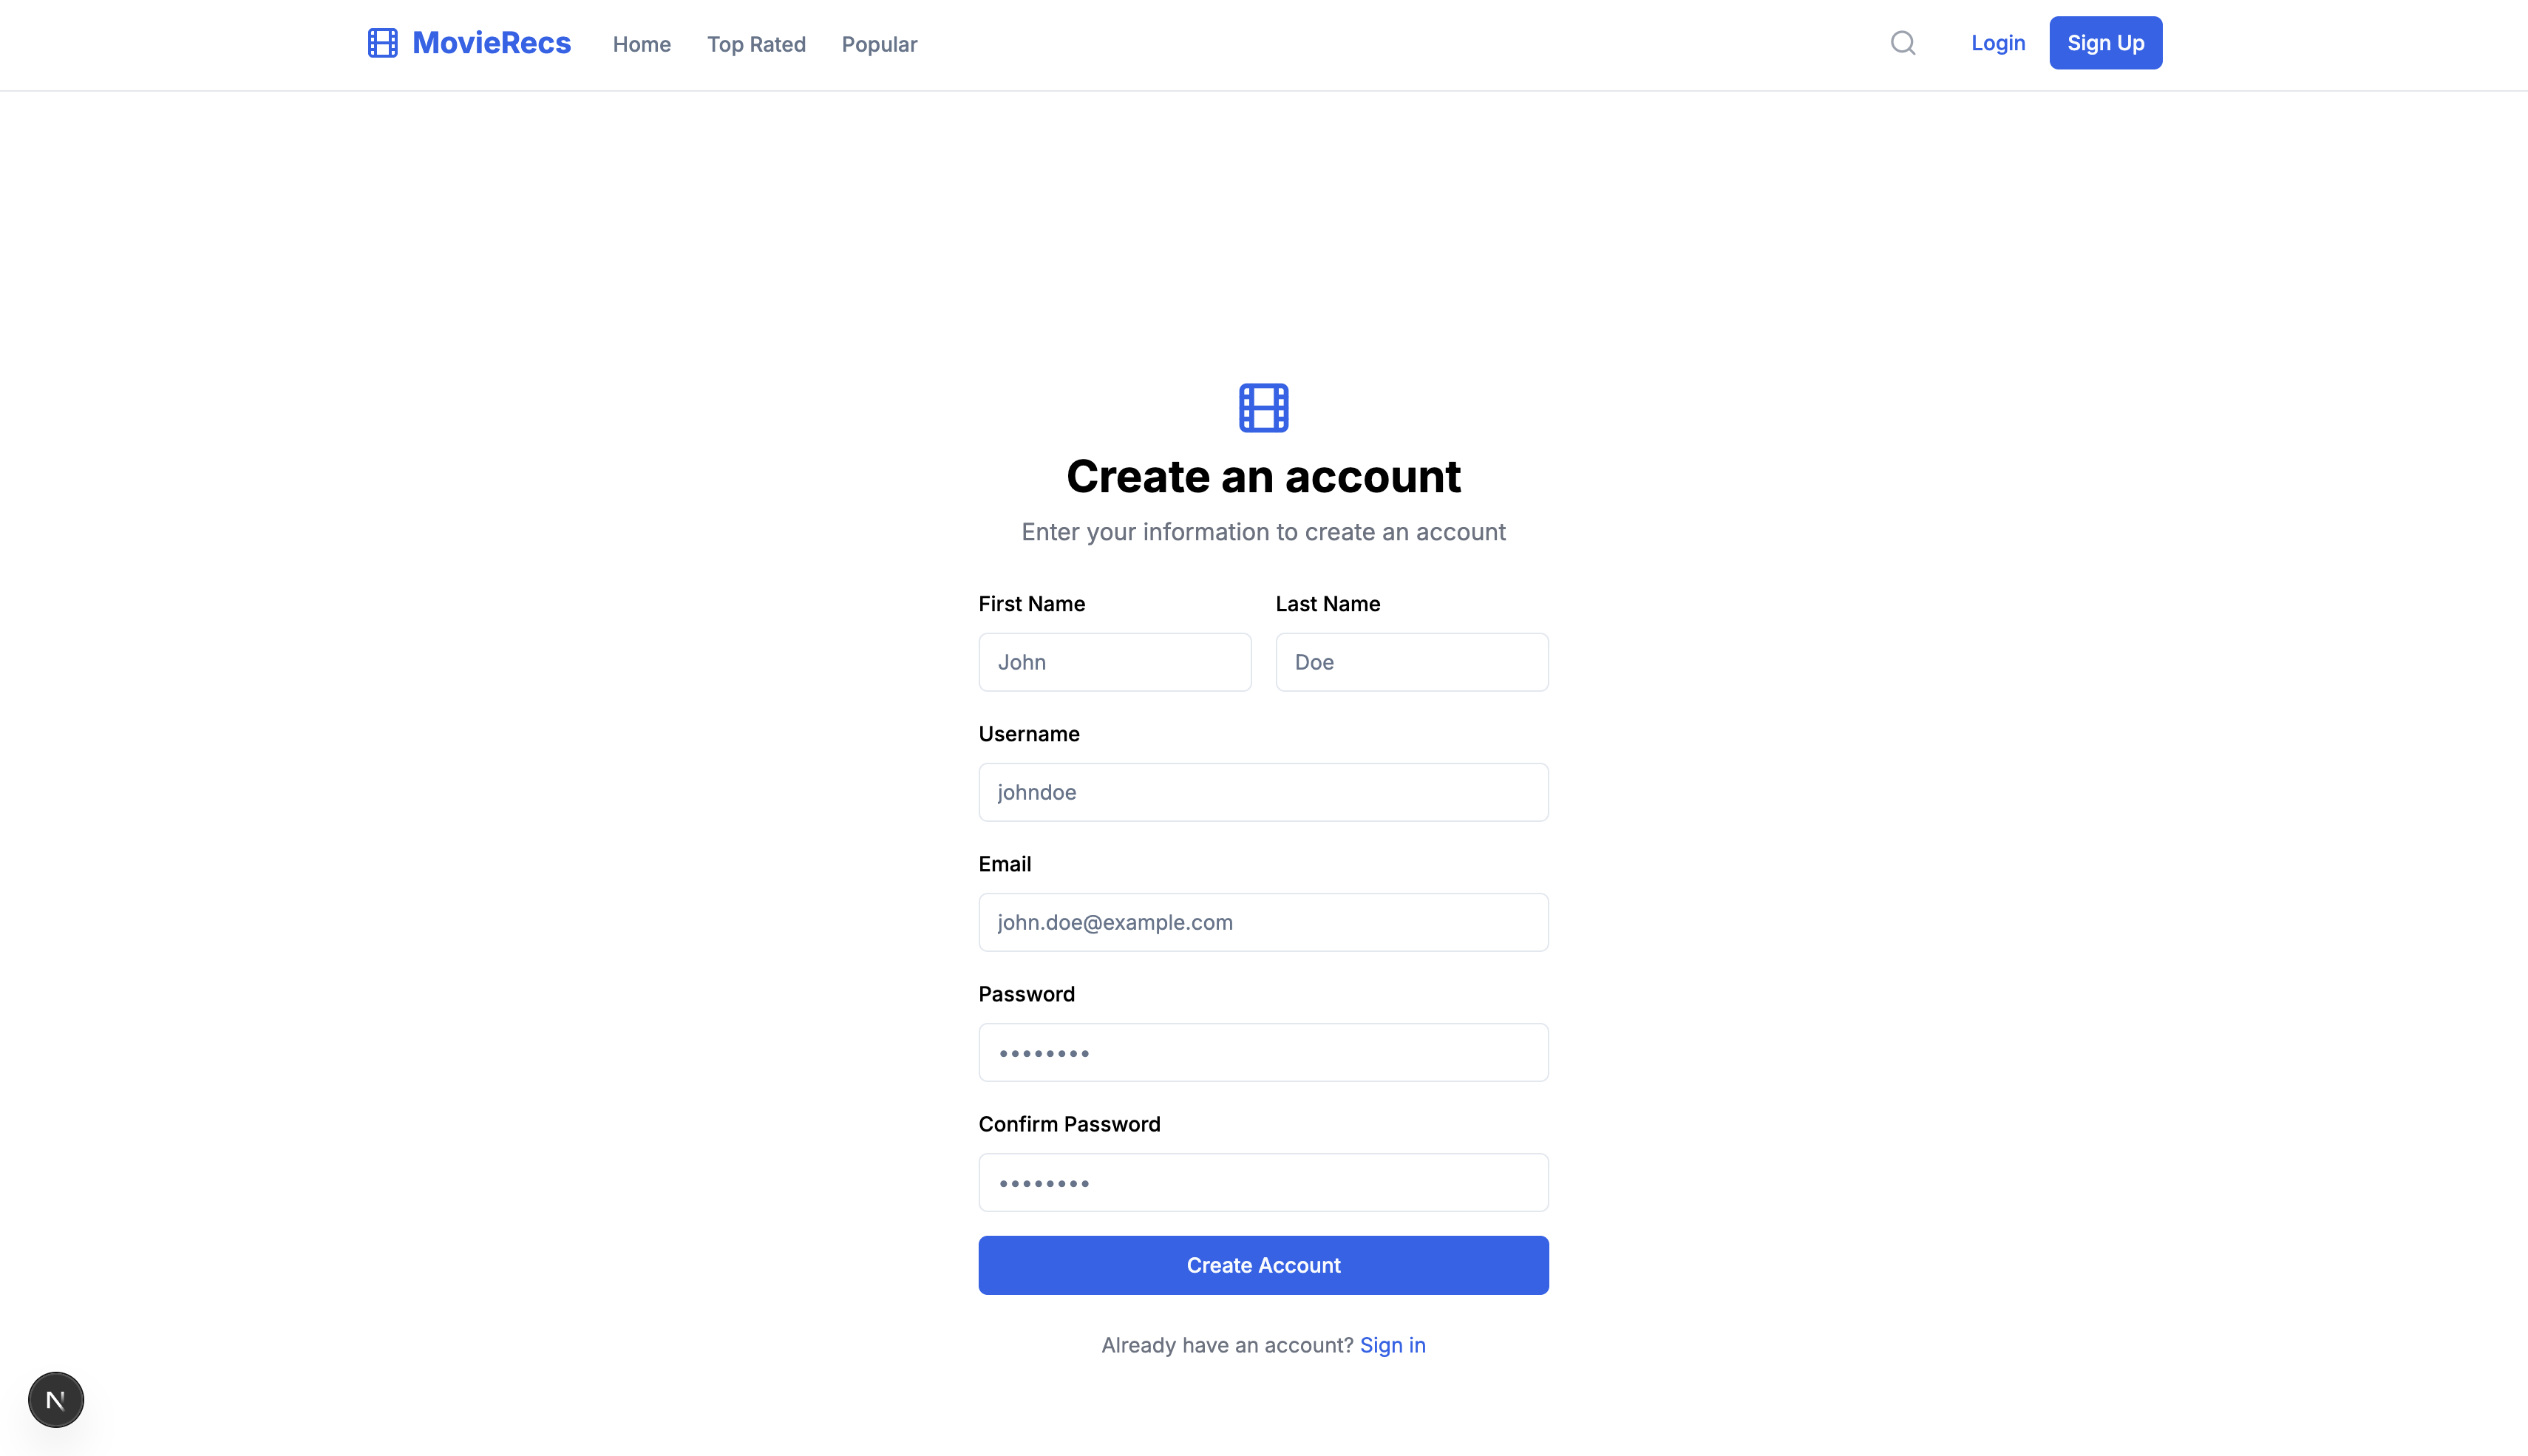 MovieRecs Home Top Rated Popular Login Sign Up
Create an account
Enter your information to create an account
First Name Last Name
John Doe
Username
johndoe
Email
john.doe@example.com
Password
••••••••
Confirm Password
••••••••
Create Account
Already have an account? Sign in
N